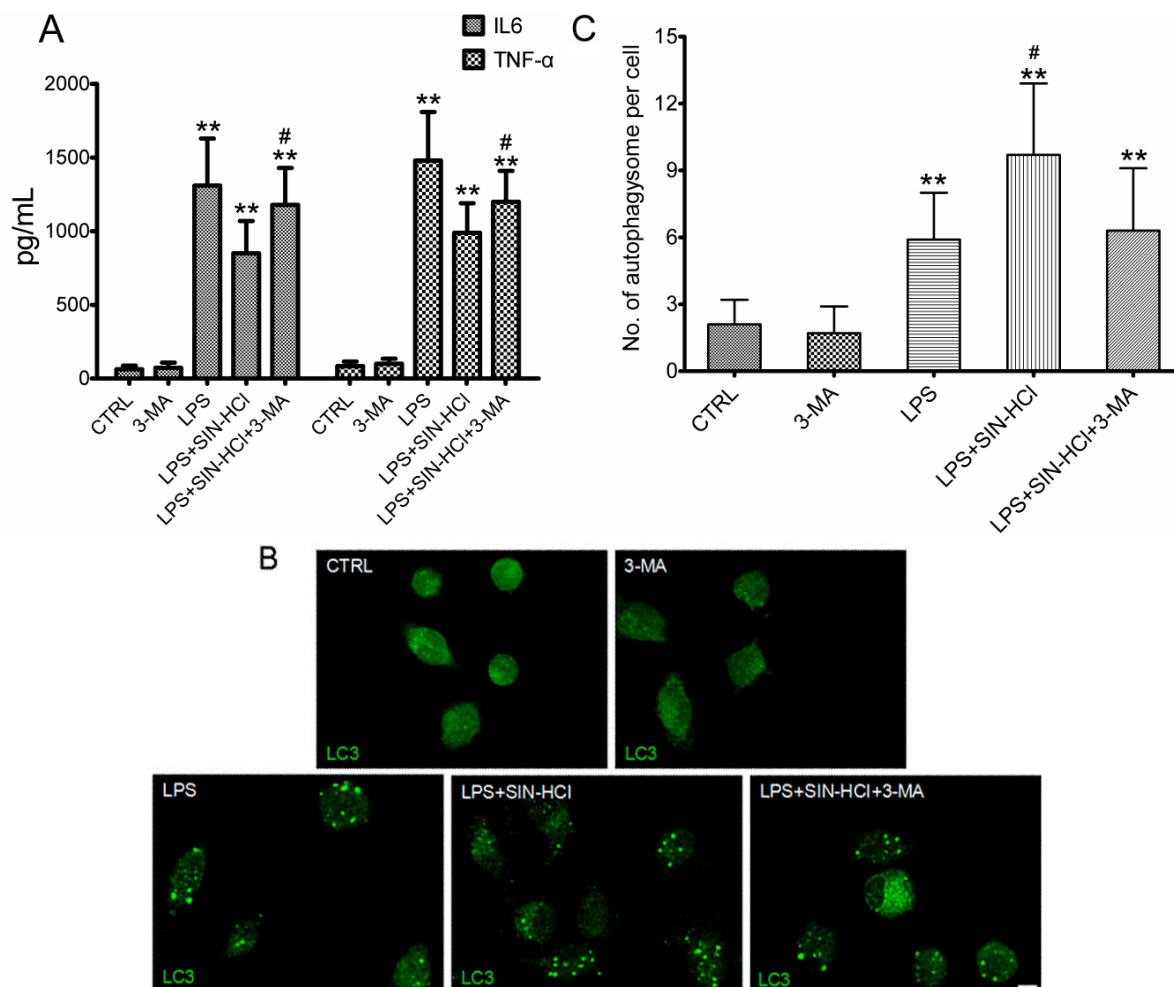 A
IL6
TNF-α
pg/mL
2000
1500
1000
500
0
**
**
#
**
**
**
#
**
CTRL
3-MA
LPS
LPS+SIN-HCl
LPS+SIN-HCl+3-MA
CTRL
3-MA
LPS
LPS+SIN-HCl
LPS+SIN-HCl+3-MA
C
No. of autophagysome per cell
15
12
9
6
3
0
**
#
**
**
CTRL
3-MA
LPS
LPS+SIN-HCl
LPS+SIN-HCl+3-MA
B
CTRL
LC3
3-MA
LC3
LPS
LC3
LPS+SIN-HCl
LC3
LPS+SIN-HCl+3-MA
LC3